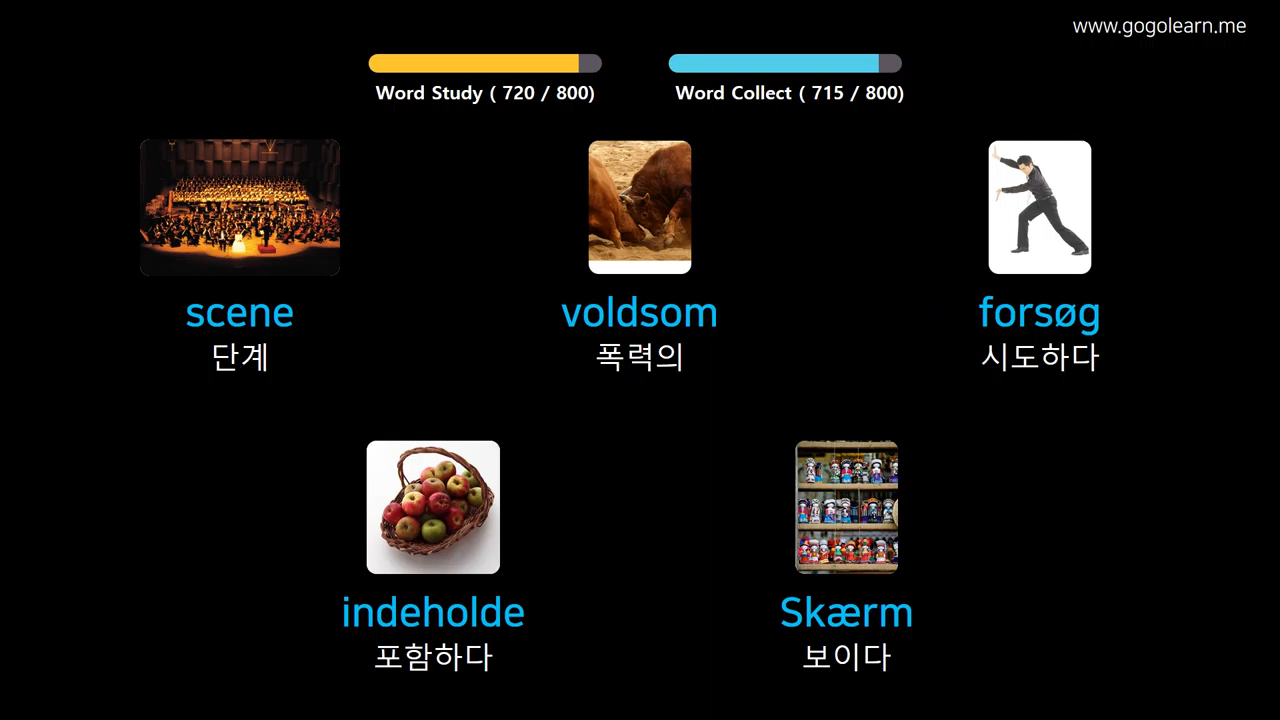 www.gogolearn.me
Word Study ( 720 / 800)
Word Collect ( 715 / 800)
scene
단계
voldsom
폭력의
forsøg
시도하다
indeholde
포함하다
Skærm
보이다